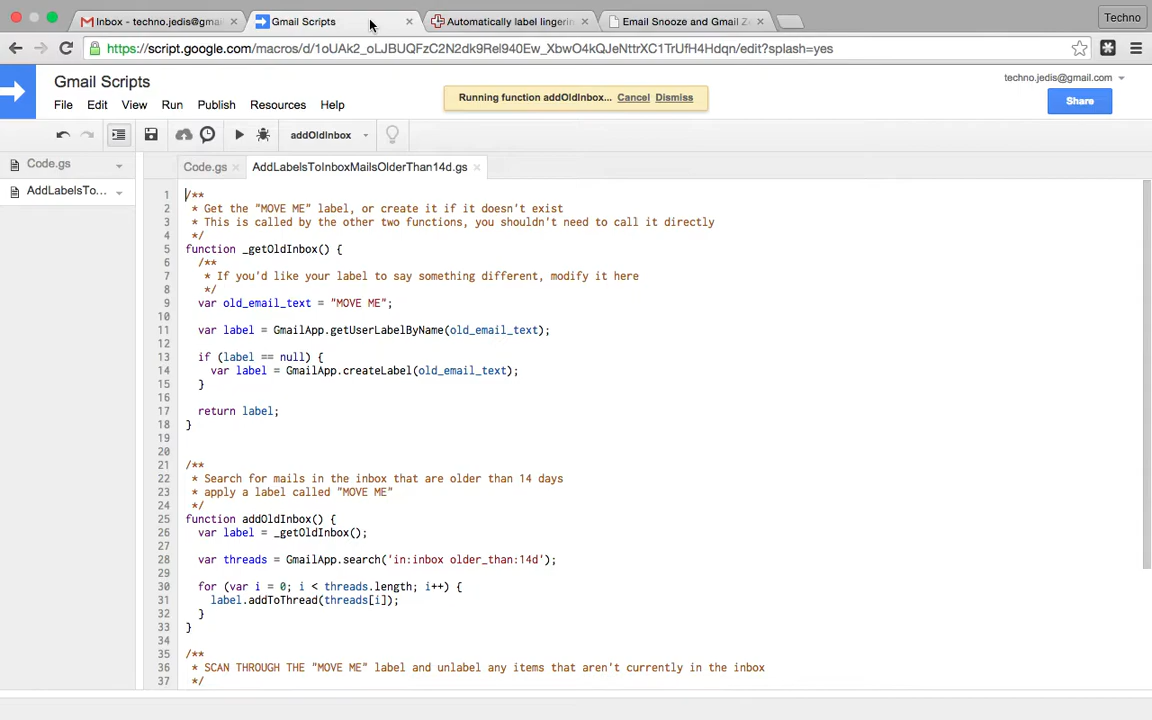 Inbox - techno.jedis@gmai
Gmail Scripts
Automatically label lingerin
Email Snooze and Gmail Z
Techno
https://script.google.com/macros/d/1oUAk2_oLJBUQFzC2N2dk9Rel940Ew_XbwO4kQJeNttrXC1TrUfH4Hdqn/edit?splash=yes
Gmail Scripts
techno.jedis@gmail.com
File Edit View Run Publish Resources Help
Running function addOldInbox... Cancel Dismiss
Share
addOldInbox
Code.gs
AddLabelsTo...
Code.gs
AddLabelsToInboxMailsOlderThan14d.gs
1 /**
2 * Get the "MOVE ME" label, or create it if it doesn't exist
3 * This is called by the other two functions, you shouldn't need to call it directly
4 */
5 function _getOldInbox() {
6 /**
7 * If you'd like your label to say something different, modify it here
8 */
9 var old_email_text = "MOVE ME";
10
11 var label = GmailApp.getUserLabelByName(old_email_text);
12
13 if (label == null) {
14 var label = GmailApp.createLabel(old_email_text);
15 }
16
17 return label;
18 }
19
20
21 /**
22 * Search for mails in the inbox that are older than 14 days
23 * apply a label called "MOVE ME"
24 */
25 function addOldInbox() {
26 var label = _getOldInbox();
27
28 var threads = GmailApp.search('in:inbox older_than:14d');
29
30 for (var i = 0; i < threads.length; i++) {
31 label.addToThread(threads[i]);
32 }
33 }
34
35 /**
36 * SCAN THROUGH THE "MOVE ME" label and unlabel any items that aren't currently in the inbox
37 */